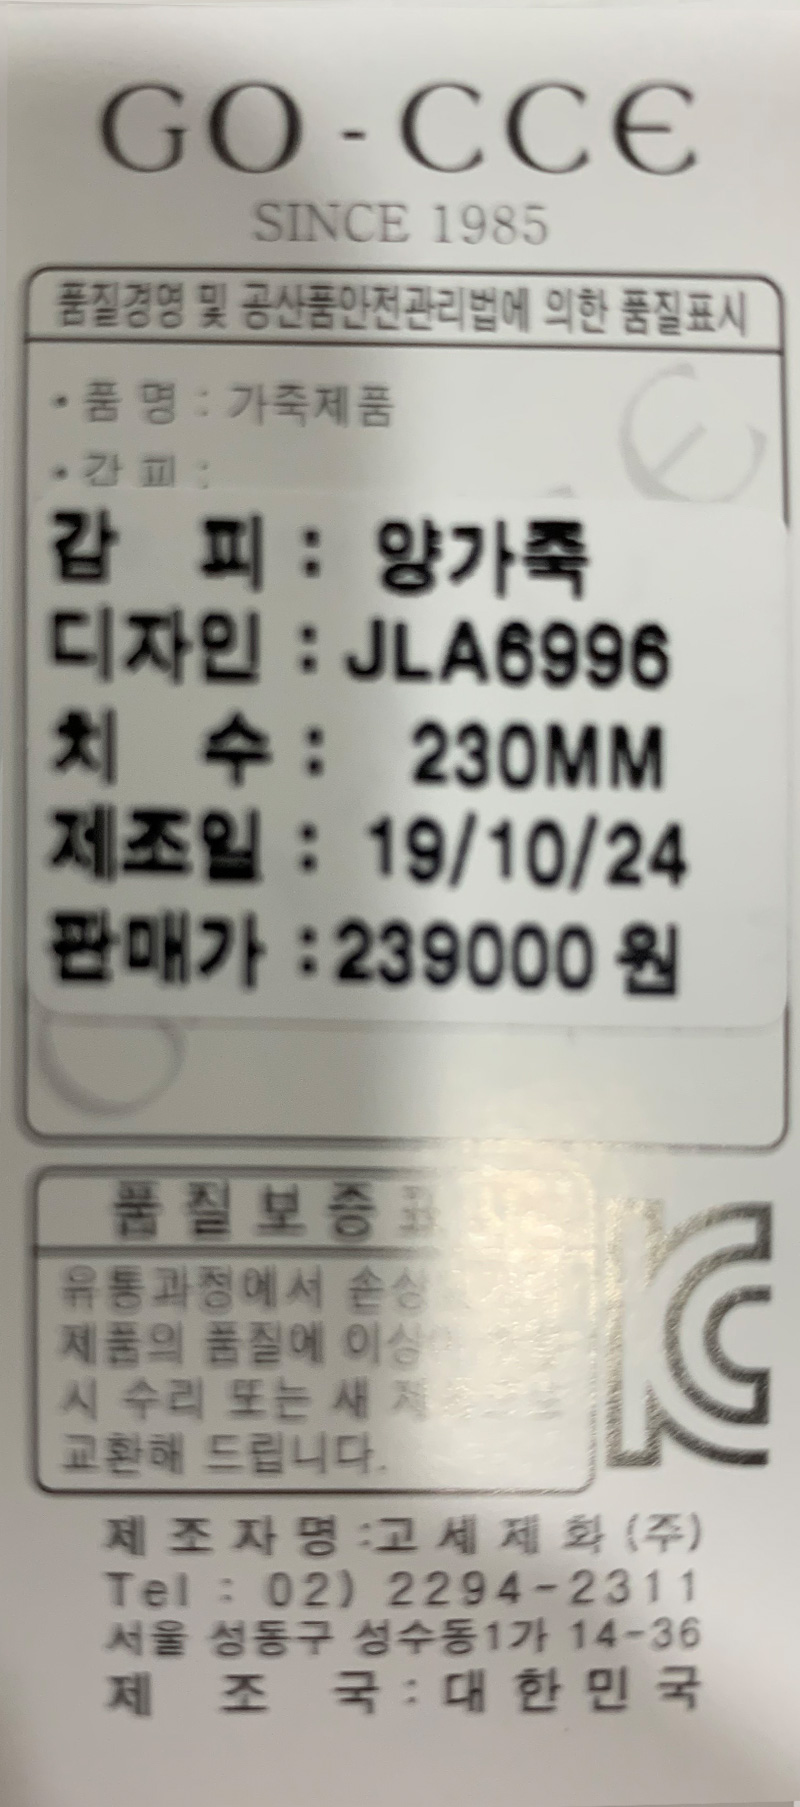 GO-CCE
SINCE 1985
품질경영 및 공산품안전관리법에 의한 품질표시
• 품 명 : 가죽제품
• 간 피 :
갑 피 : 양가죽
디자인 : JLA6996
치 수 : 230MM
제조일 : 19/10/24
판매가 : 239000 원
품 질 보 증 표
유통과정에서 손상
제품의 품질에 이상
시 수리 또는 새 제
교환해 드립니다.
제 조 자 명 :고 세 제 화 (주)
Tel : 02) 2294-2311
서울 성동구 성수동1가 14-36
제 조 국 : 대 한 민 국